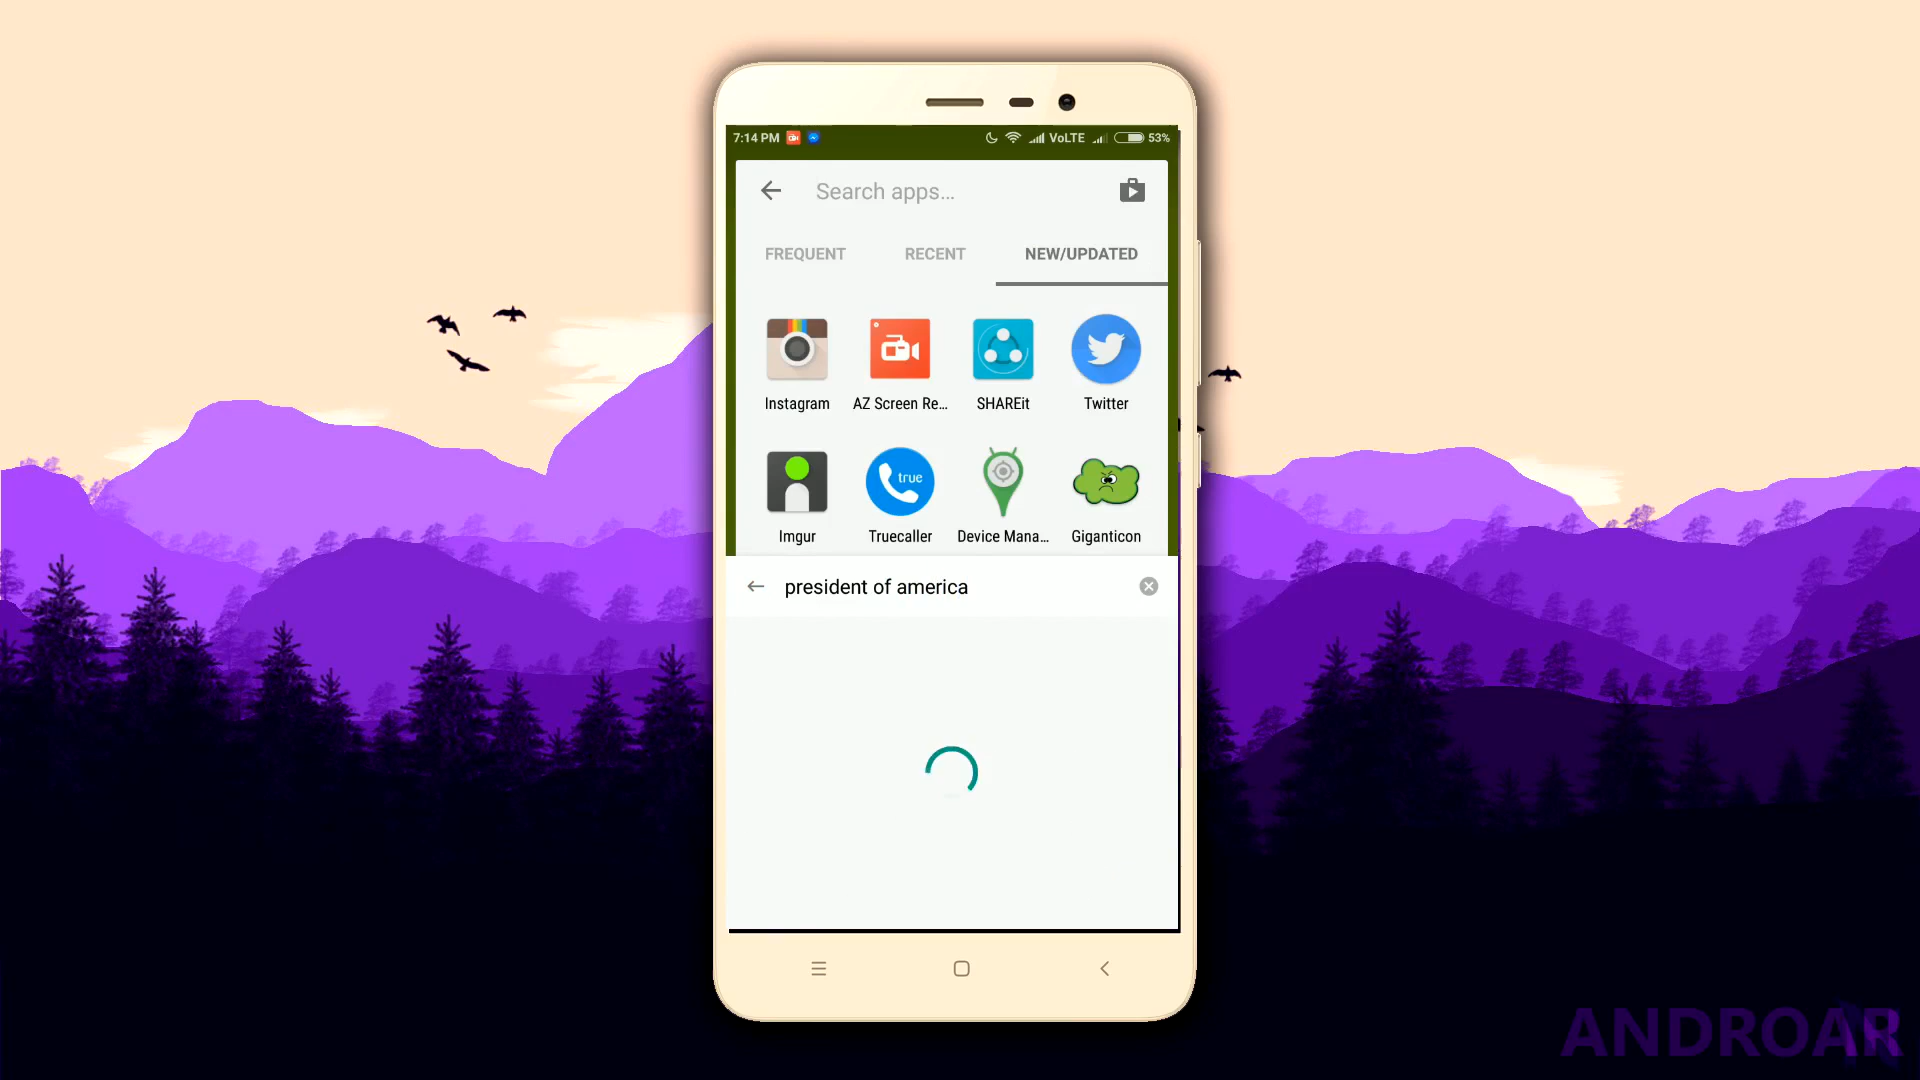 7:14 PM VoLTE 53%
Search apps...
FREQUENT RECENT NEW/UPDATED
Instagram AZ Screen Re... SHAREit Twitter
true
Imgur Truecaller Device Mana... Giganticon
president of america
ANDROAR